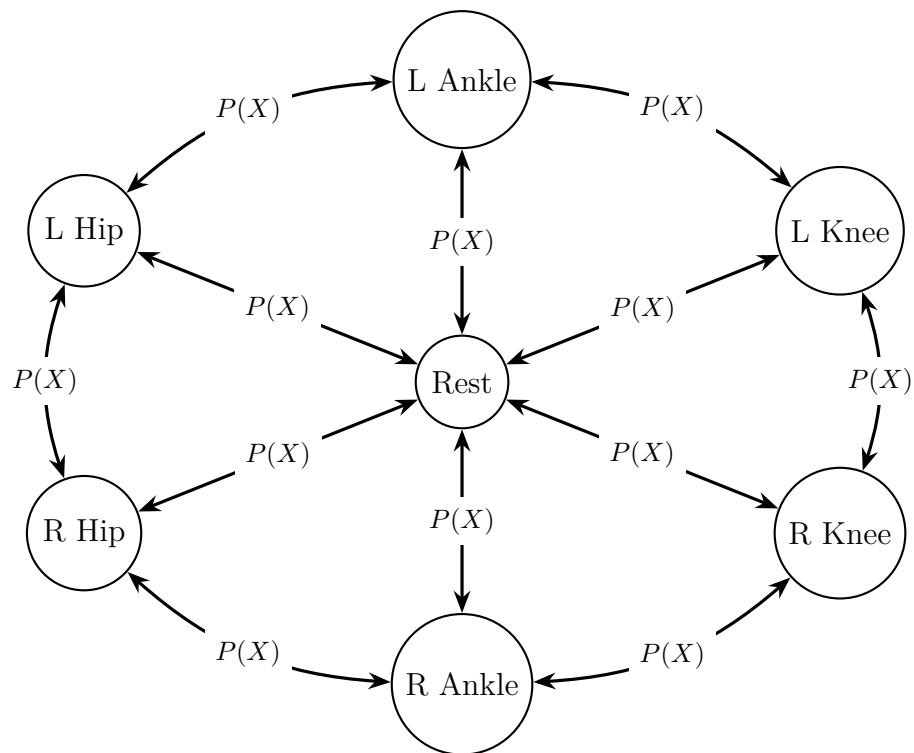 L Ankle
P(X)
P(X)
L Hip
L Knee
P(X)
P(X)
P(X)
P(X)
Rest
P(X)
P(X)
P(X)
P(X)
R Hip
R Knee
P(X)
P(X)
R Ankle